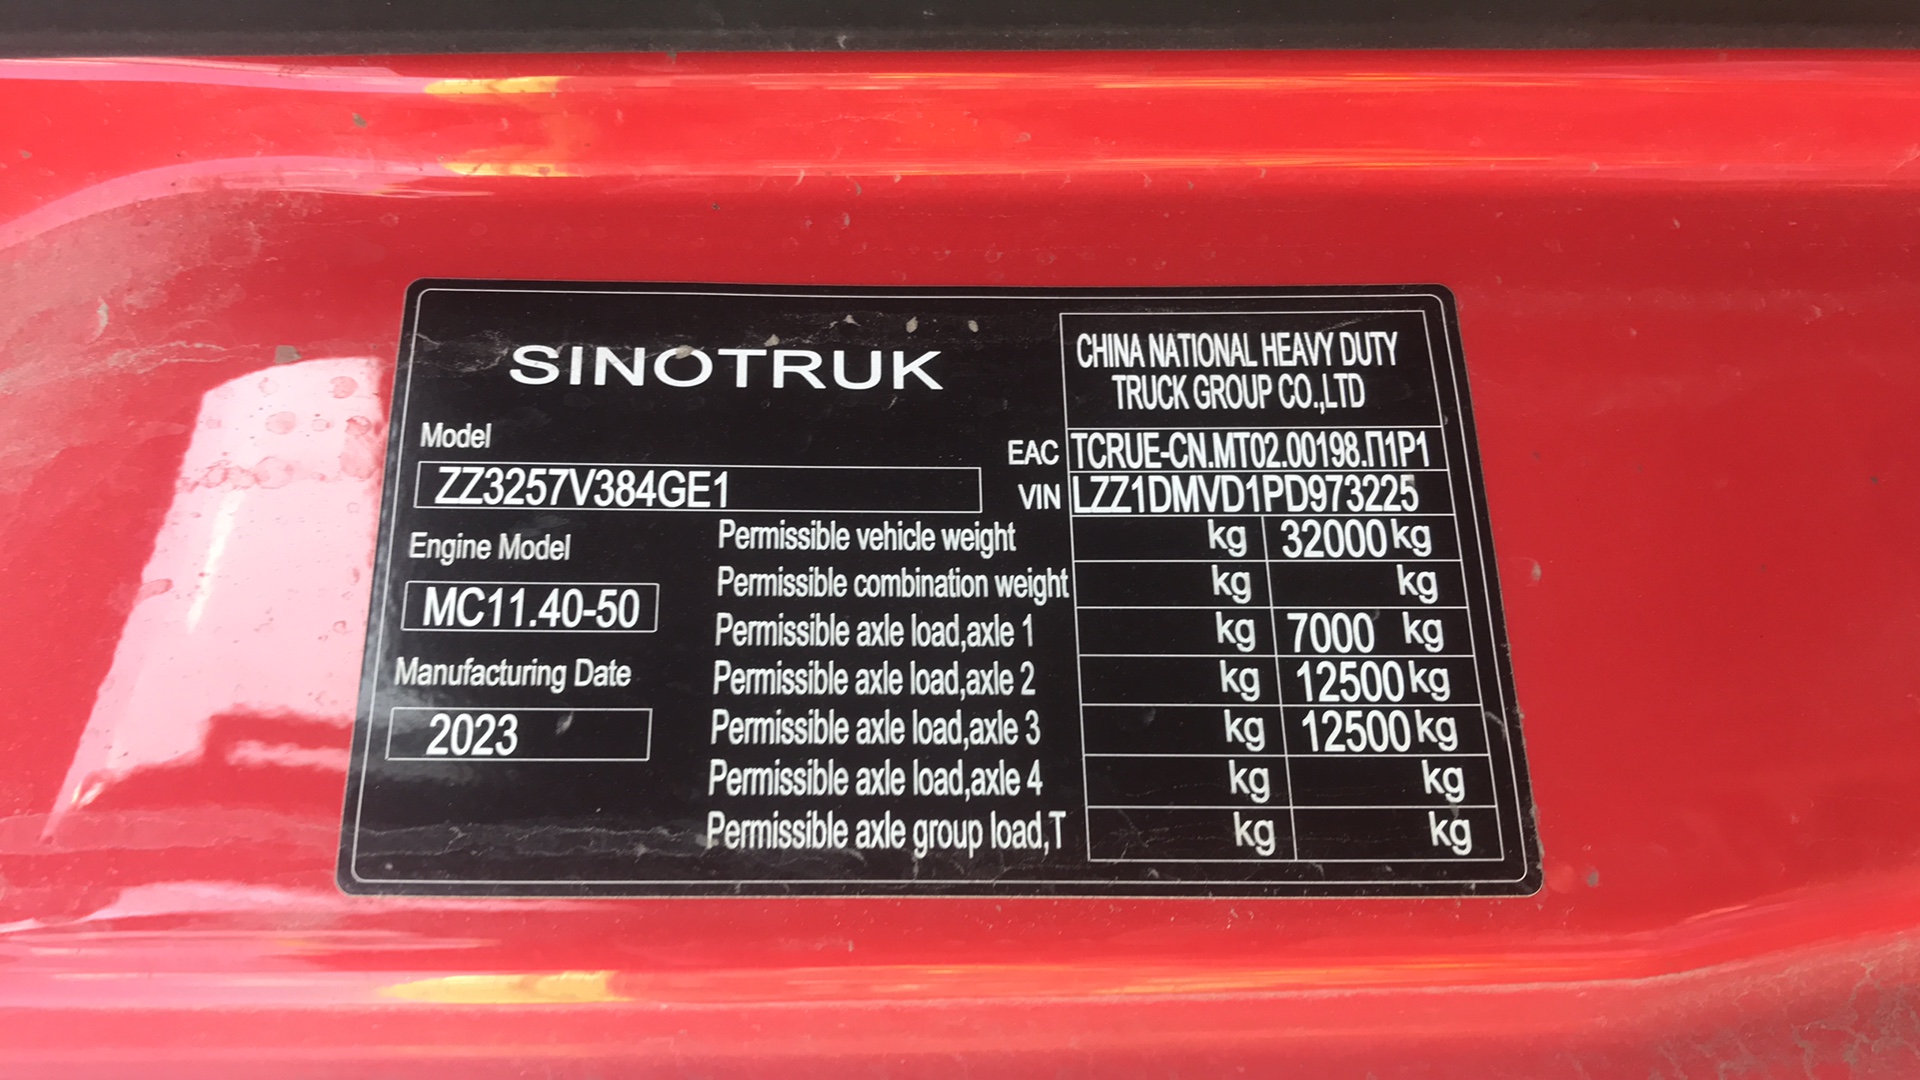 SINOTRUK
CHINA NATIONAL HEAVY DUTY
TRUCK GROUP CO.,LTD
Model
ZZ3257V384GE1
EAC TCRUE-CN.MT02.00198.П1P1
VIN LZZ1DMVD1PD973225
Engine Model
MC11.40-50
Manufacturing Date
2023
Permissible vehicle weight kg 32000 kg
Permissible combination weight kg kg
Permissible axle load,axle 1 kg 7000 kg
Permissible axle load,axle 2 kg 12500 kg
Permissible axle load,axle 3 kg 12500 kg
Permissible axle load,axle 4 kg kg
Permissible axle group load,T kg kg